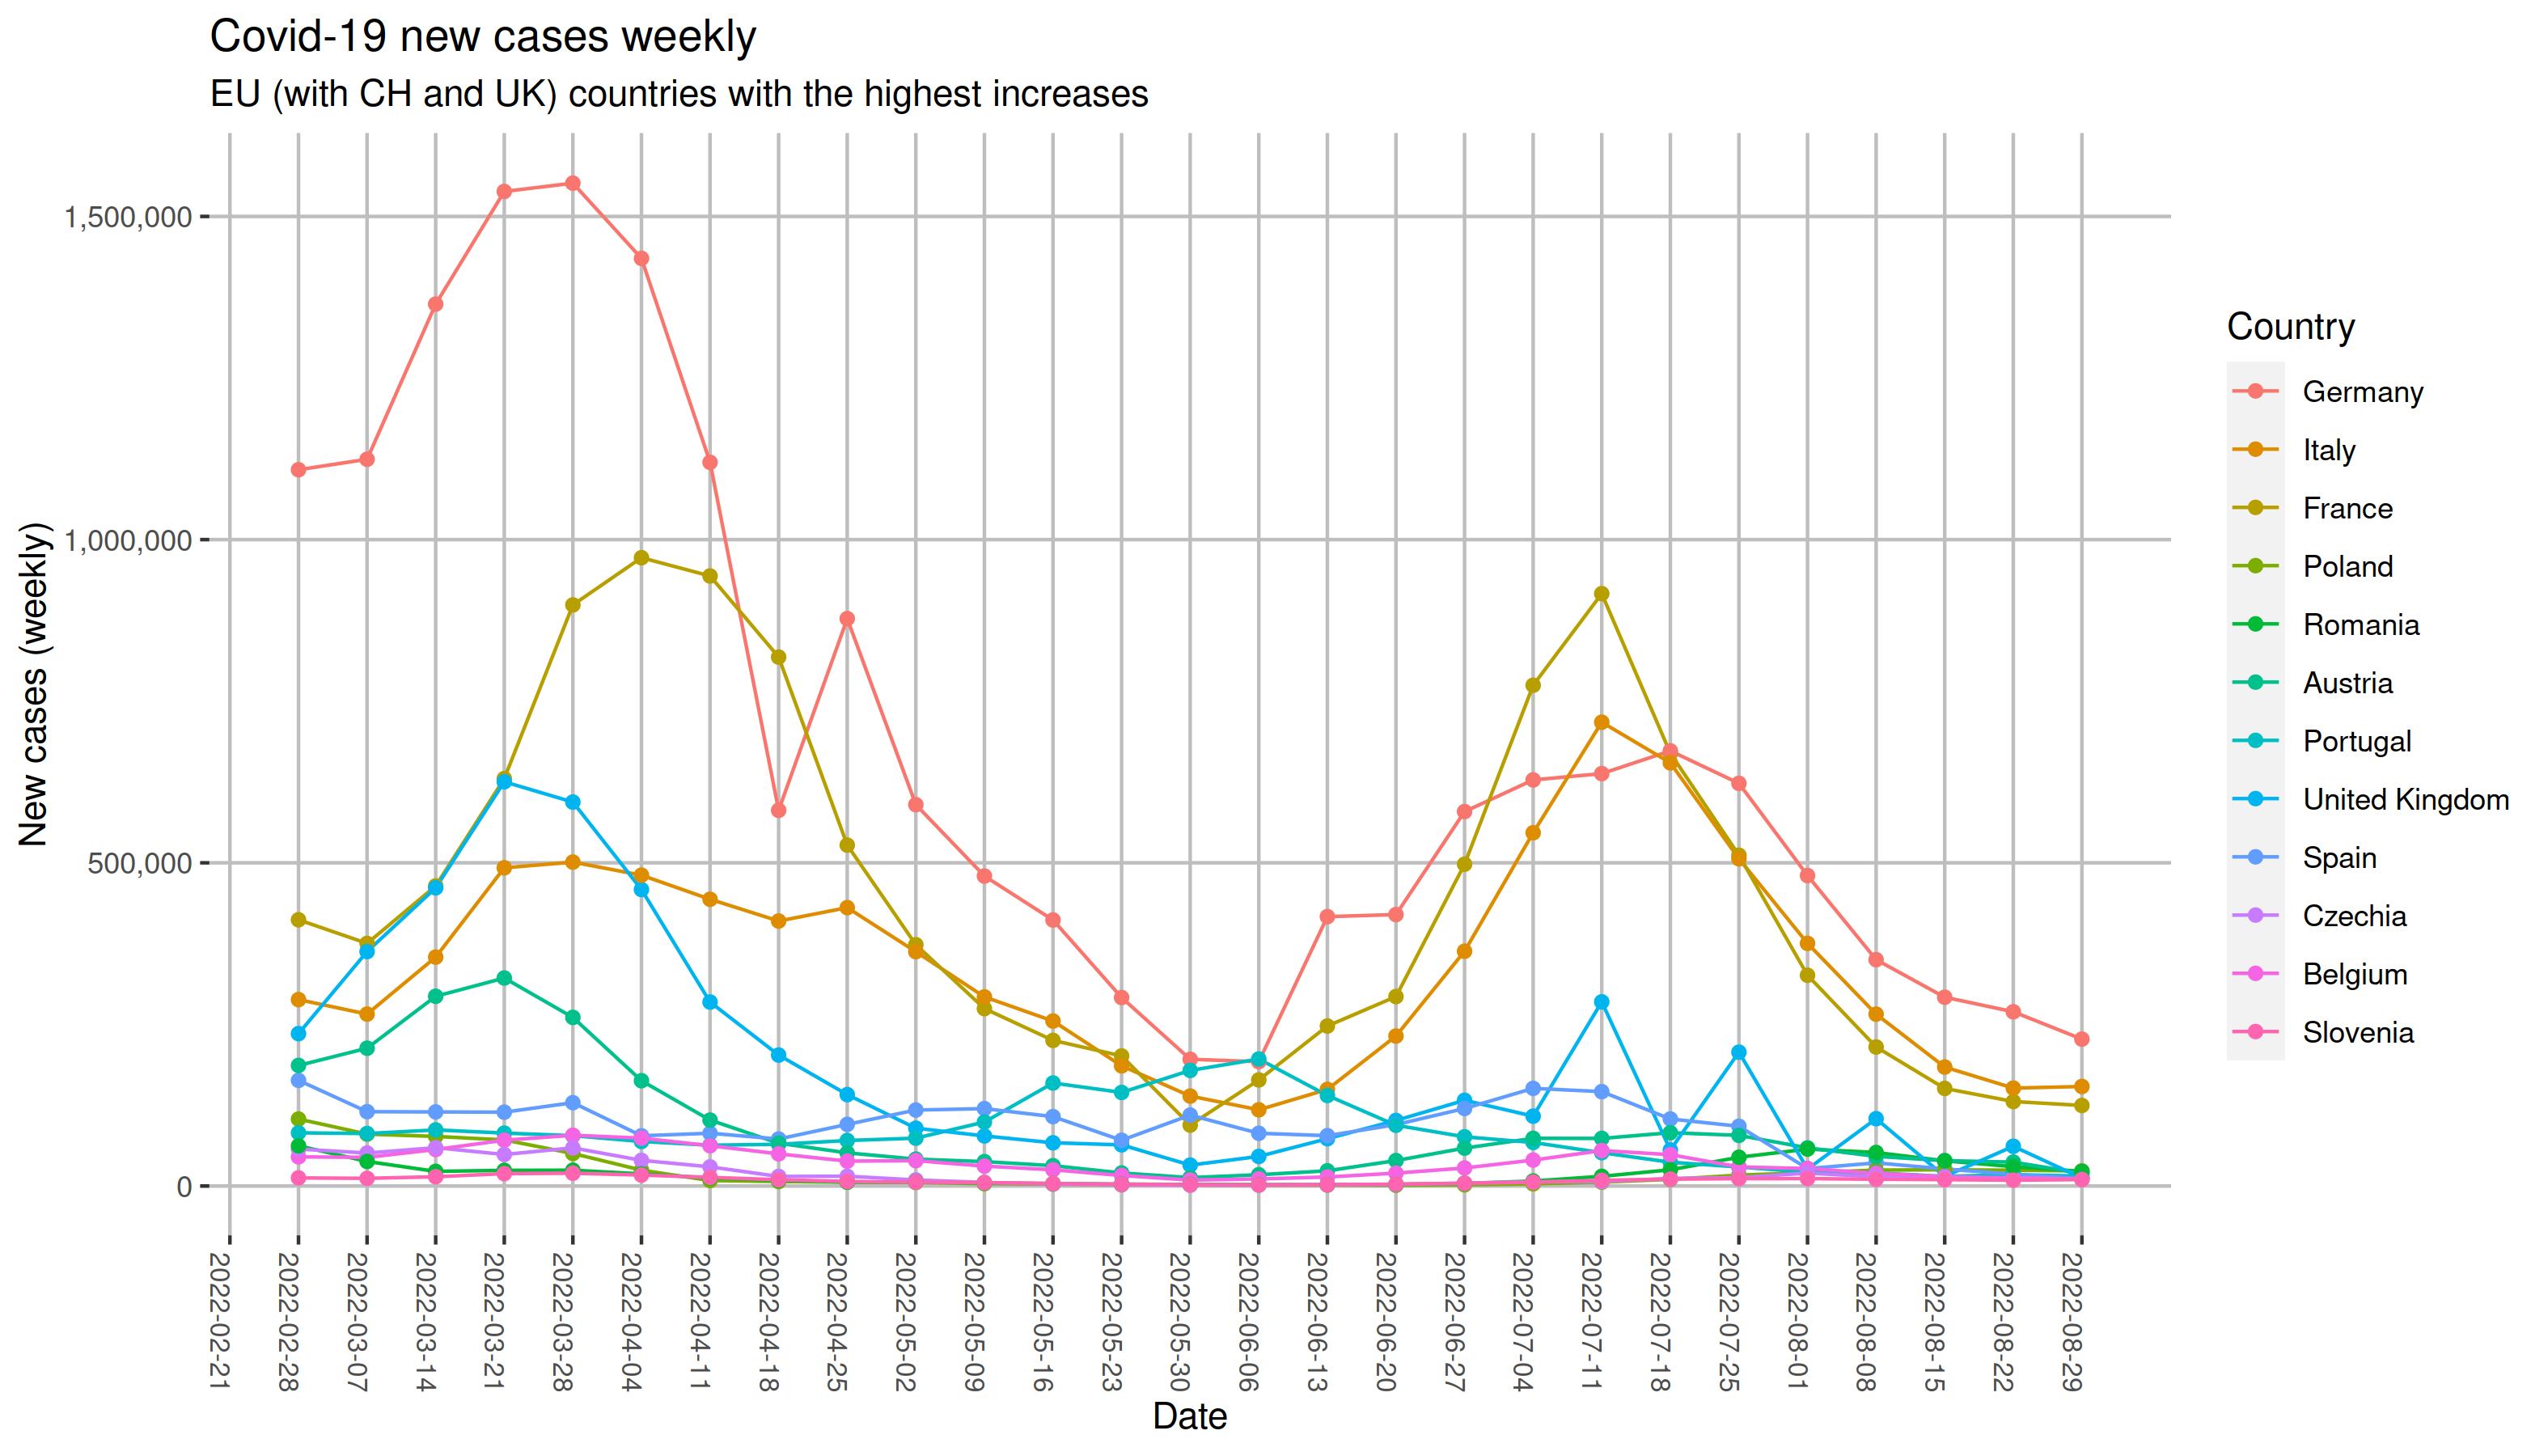 Covid-19 new cases weekly
EU (with CH and UK) countries with the highest increases
New cases (weekly)
1,500,000
1,000,000
500,000
0
2022-02-21
2022-02-28
2022-03-07
2022-03-14
2022-03-21
2022-03-28
2022-04-04
2022-04-11
2022-04-18
2022-04-25
2022-05-02
2022-05-09
2022-05-16
2022-05-23
2022-05-30
2022-06-06
2022-06-13
2022-06-20
2022-06-27
2022-07-04
2022-07-11
2022-07-18
2022-07-25
2022-08-01
2022-08-08
2022-08-15
2022-08-22
2022-08-29
Date
Country
Germany
Italy
France
Poland
Romania
Austria
Portugal
United Kingdom
Spain
Czechia
Belgium
Slovenia